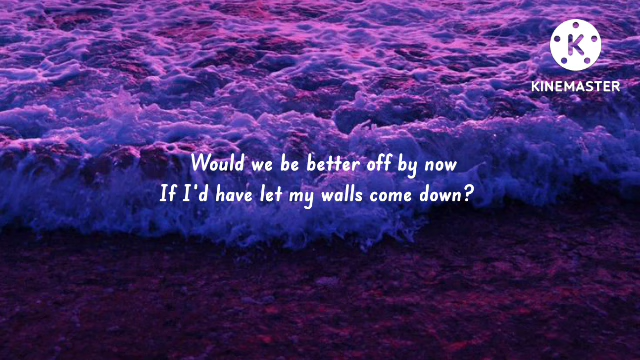 KINEMASTER
Would we be better off by now
If I'd have let my walls come down?